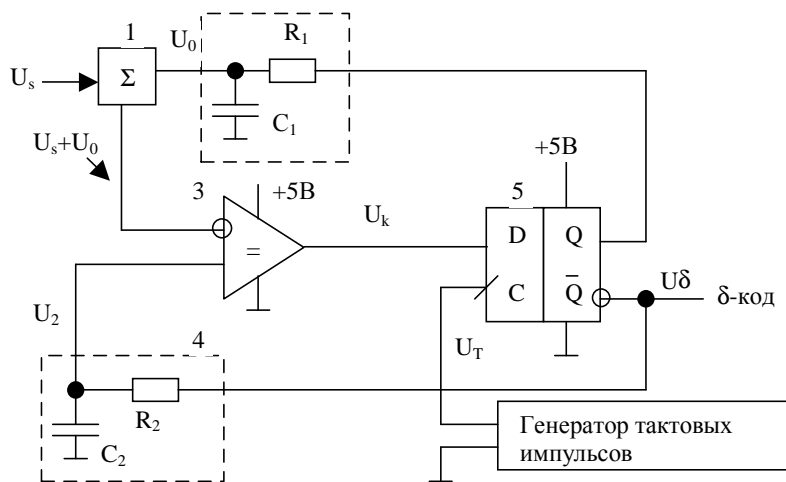 1
U₀
R₁
Uₛ
Σ
C₁
Uₛ+U₀
+5В
3
+5В
Uₖ
5
D
Q
=
C
Q̅
Uδ
δ-код
U₂
4
U_T
R₂
C₂
Генератор тактовых
импульсов